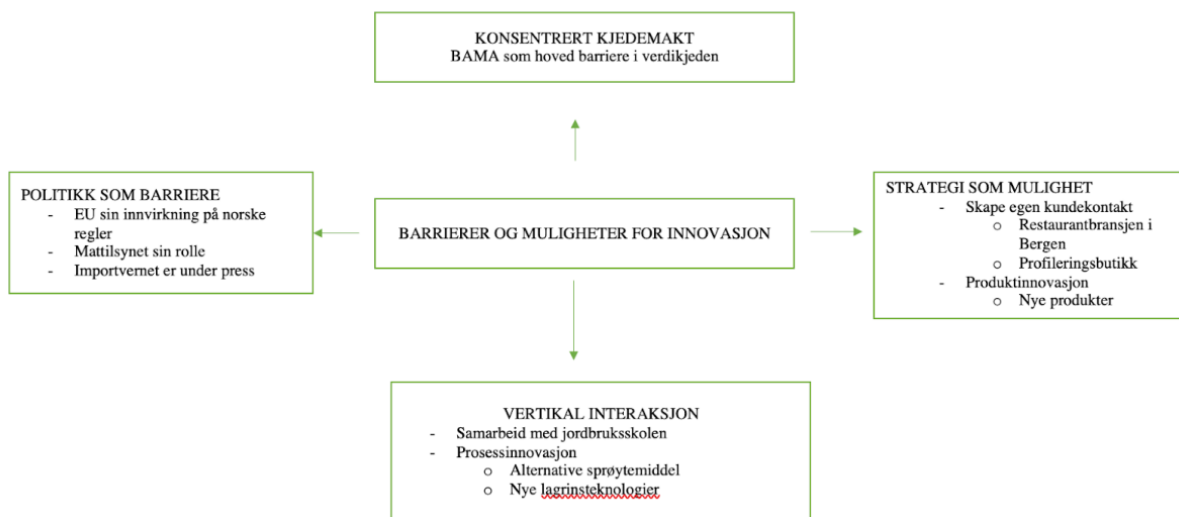 KONSENTRERT KJEDEMAKT
BAMA som hoved barriere i verdikjeden
POLITIKK SOM BARRIERE
- EU sin innvirkning på norske
regler
- Mattilsynet sin rolle
- Importvernet er under press
BARRIERER OG MULIGHETER FOR INNOVASJON
STRATEGI SOM MULIGHET
- Skape egen kundekontakt
o Restaurantbransjen i
Bergen
o Profileringsbutikk
- Produktinnovasjon
o Nye produkter
VERTIKAL INTERAKSJON
- Samarbeid med jordbruksskolen
- Prosessinnovasjon
o Alternative sprøytemiddel
o Nye lagrinsteknologier